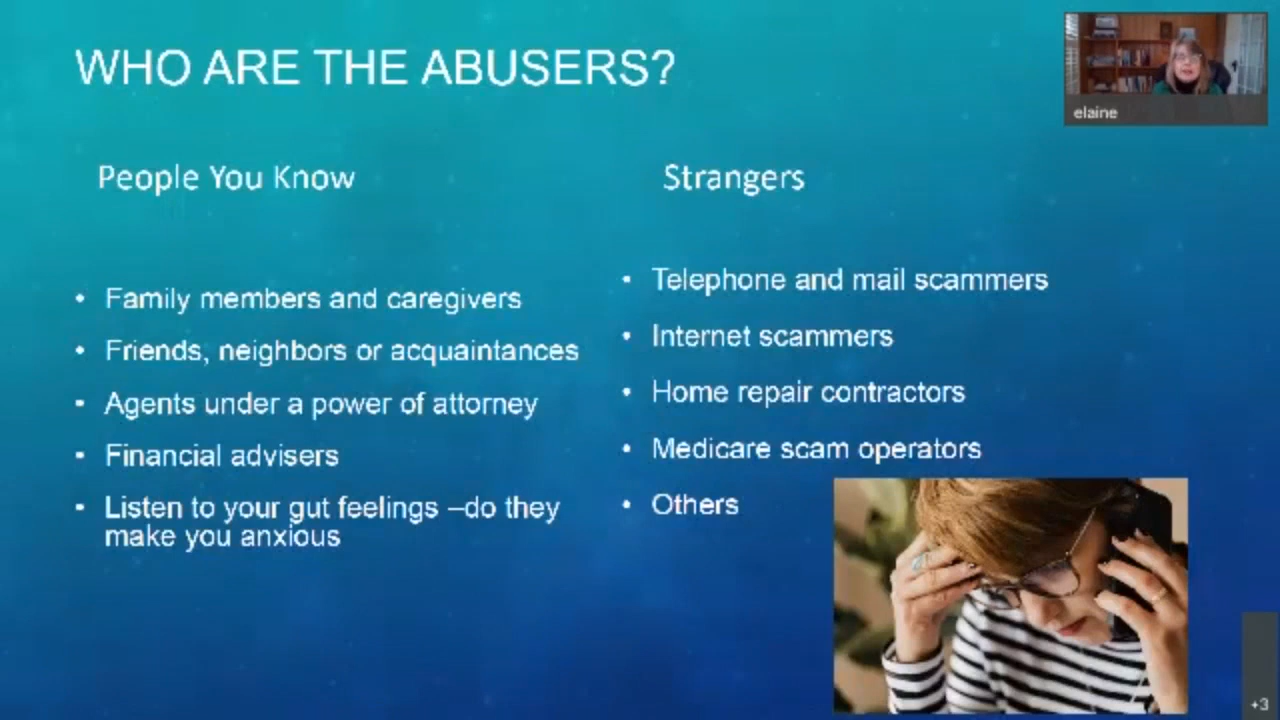 WHO ARE THE ABUSERS?
elaine
People You Know
• Family members and caregivers
• Friends, neighbors or acquaintances
• Agents under a power of attorney
• Financial advisers
• Listen to your gut feelings –do they
make you anxious
Strangers
• Telephone and mail scammers
• Internet scammers
• Home repair contractors
• Medicare scam operators
• Others
+3